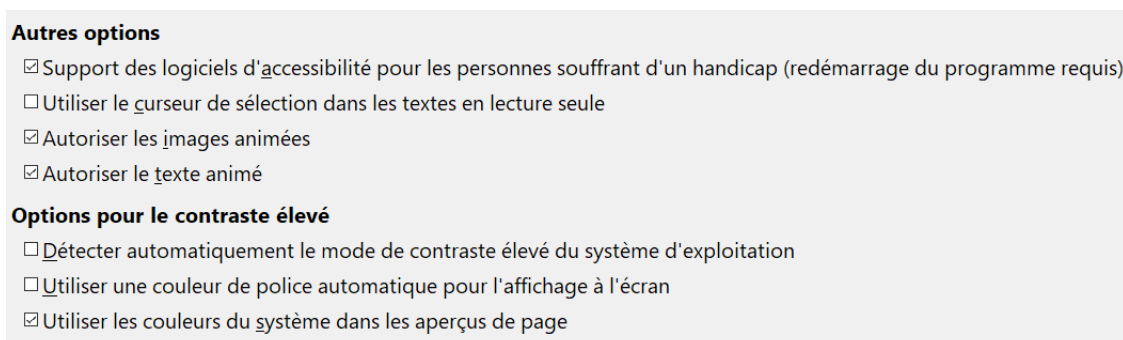 Autres options
Support des logiciels d'accessibilité pour les personnes souffrant d'un handicap (redémarrage du programme requis)
Utiliser le curseur de sélection dans les textes en lecture seule
Autoriser les images animées
Autoriser le texte animé
Options pour le contraste élevé
Détecter automatiquement le mode de contraste élevé du système d'exploitation
Utiliser une couleur de police automatique pour l'affichage à l'écran
Utiliser les couleurs du système dans les aperçus de page